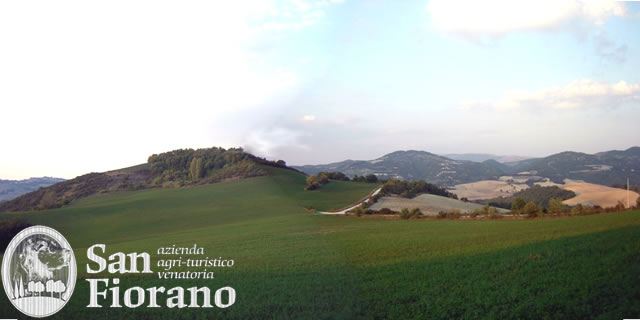 San azienda
agri-turistico
venatoria
Fiorano